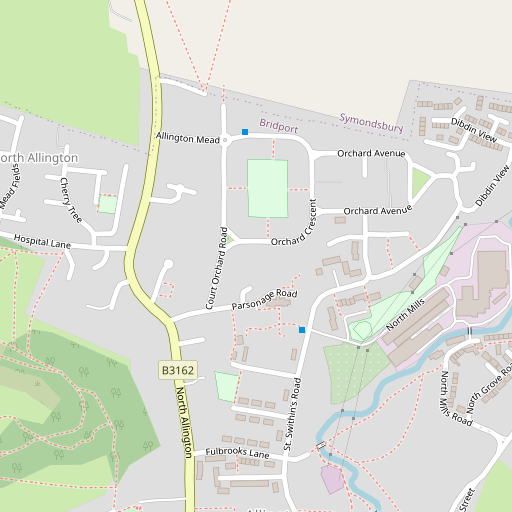 Symondsbury
Bridport
Dibdin View
Allington Mead
Orchard Avenue
North Allington
Cherry Tree
Dibdin View
Orchard Avenue
Orchard Crescent
Hospital Lane
Court Orchard Road
Parsonage Road
North Mills
B3162
North Allington
St. Swithin's Road
North Mills Road
North Grove Road
Fulbrooks Lane
Street